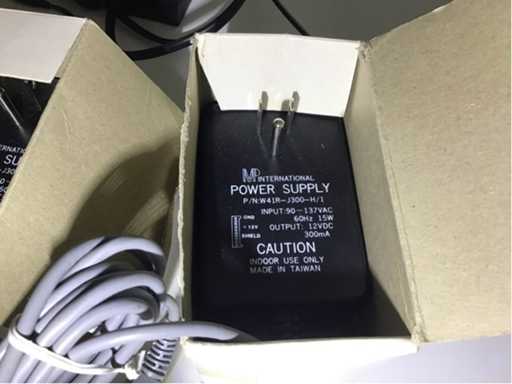 MP INTERNATIONAL
POWER SUPPLY
P/N:W41R-J300-H/1
INPUT:90-137VAC
60Hz 15W
OUTPUT: 12VDC
300mA
GND
+12V
SHIELD
CAUTION
INDOOR USE ONLY
MADE IN TAIWAN